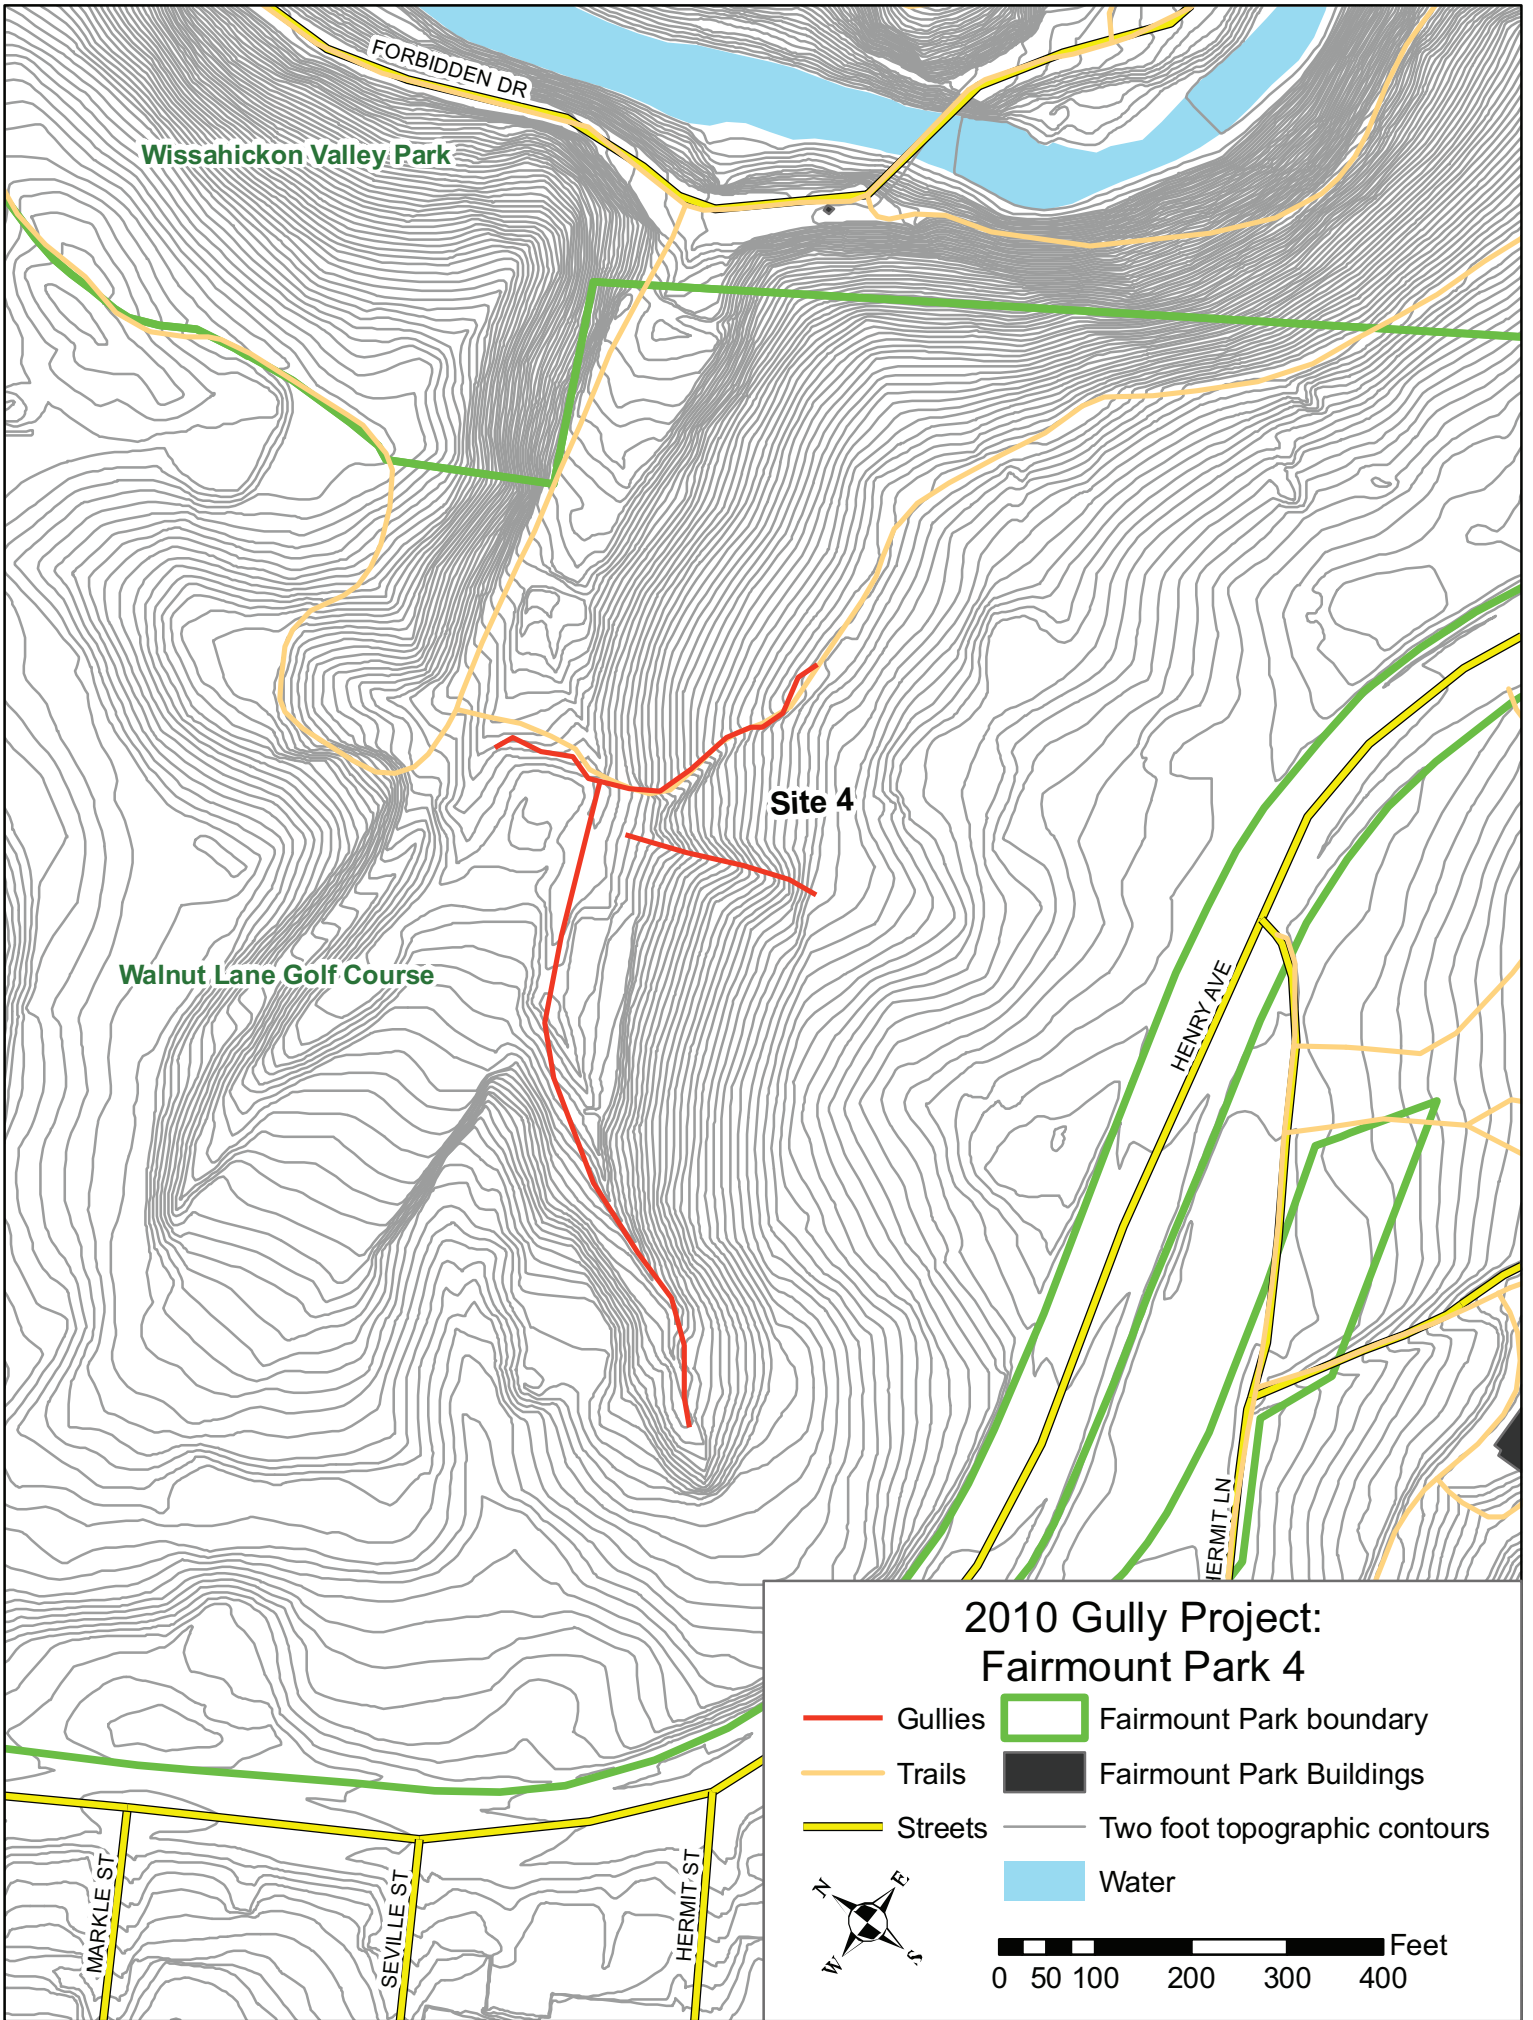 FORBIDDEN DR
Wissahickon Valley Park
Site 4
Walnut Lane Golf Course
HENRY AVE
HERMIT LN
2010 Gully Project:
Fairmount Park 4
Gullies
Fairmount Park boundary
Trails
Fairmount Park Buildings
Streets
Two foot topographic contours
Water
N
E
W
S
Feet
0 50 100 200 300 400
MARKLE ST
SEVILLE ST
HERMIT ST